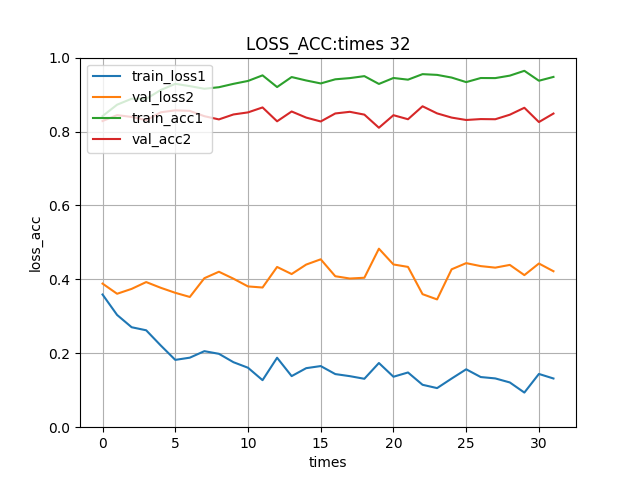 LOSS_ACC:times 32
train_loss1
val_loss2
train_acc1
val_acc2
loss_acc
1.0
0.8
0.6
0.4
0.2
0.0
0 5 10 15 20 25 30
times